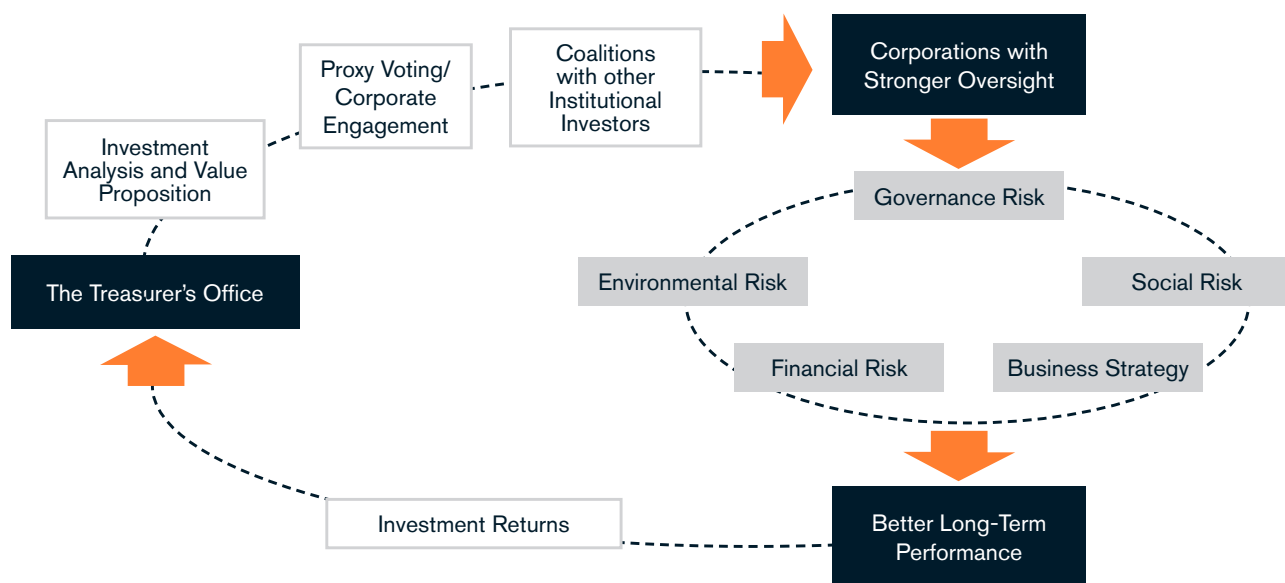 Corporations with
Stronger Oversight
Coalitions
with other
Institutional
Investors
Proxy Voting/
Corporate
Engagement
Investment
Analysis and Value
Proposition
The Treasurer's Office
Governance Risk
Environmental Risk
Social Risk
Financial Risk
Business Strategy
Better Long-Term
Performance
Investment Returns